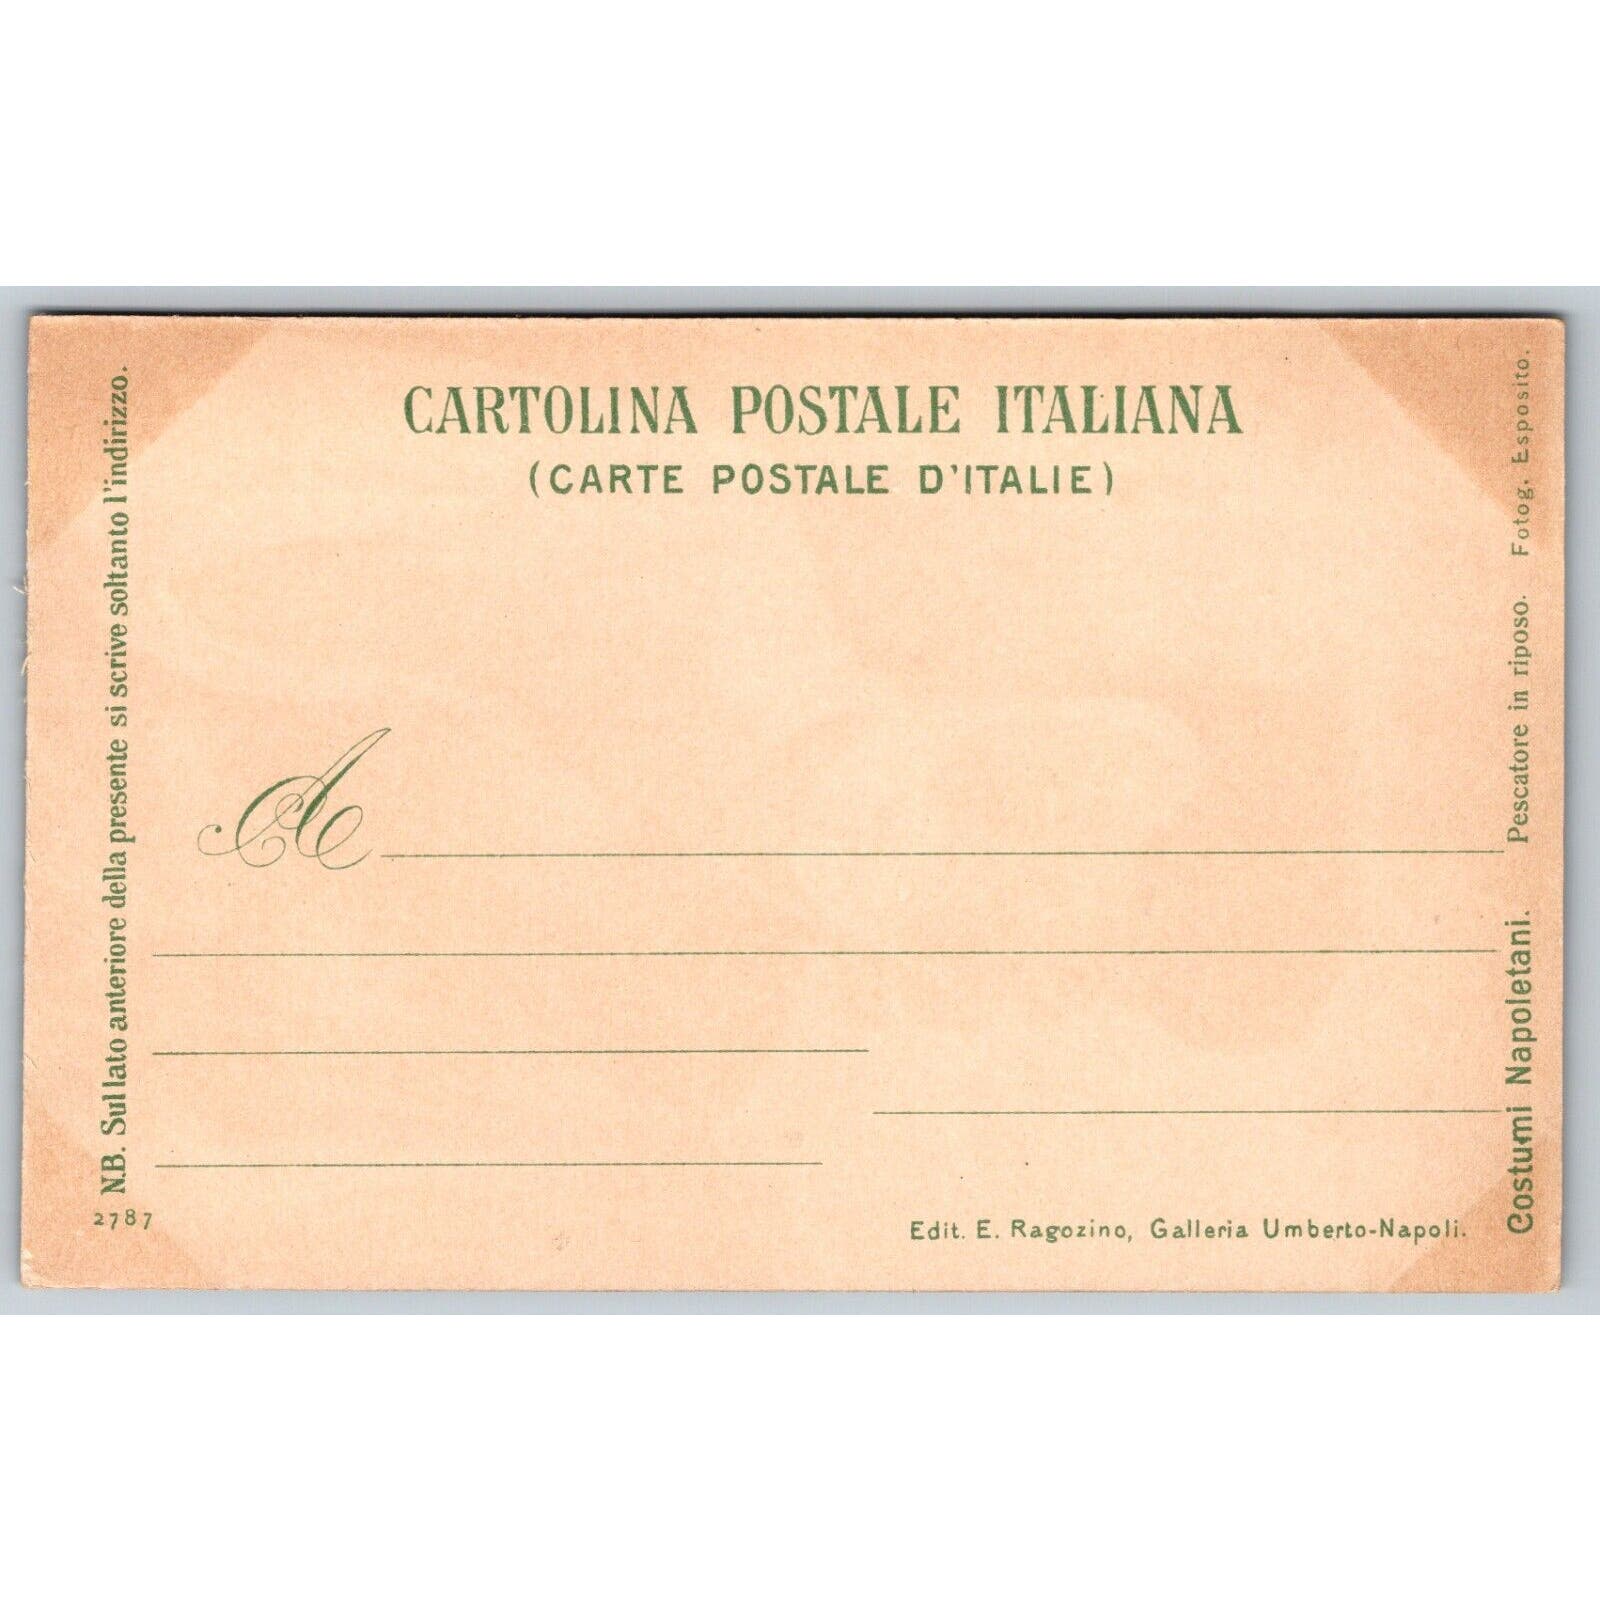 CARTOLINA POSTALE ITALIANA
(CARTE POSTALE D'ITALIE)
N.B. Sul lato anteriore della presente si scrive soltanto l'indirizzo.
A
2787
Edit. E. Ragozino, Galleria Umberto-Napoli.
Costumi Napoletani. Pescatore in riposo. Fotog. Esposito.